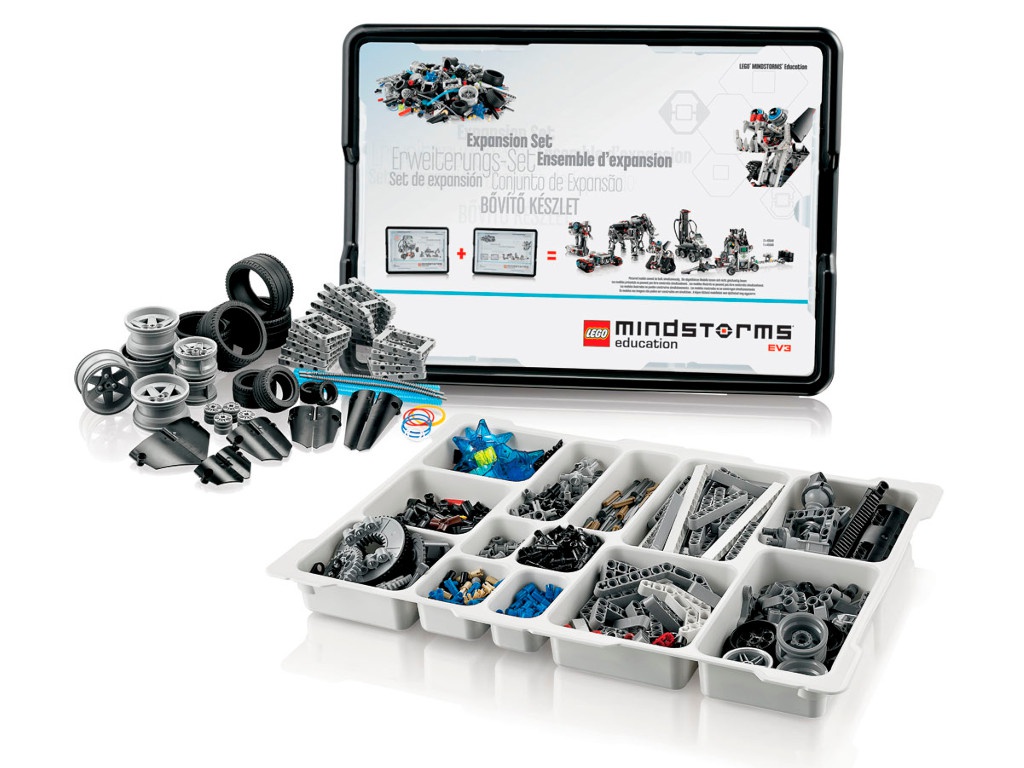 LEGO® MINDSTORMS® Education
Expansion Set
Erweiterungs-Set Ensemble d'expansion
Set de expansión Conjunto de Expansão
BŐVÍTŐ KÉSZLET
+ =
LEGO mindstorms
education EV3